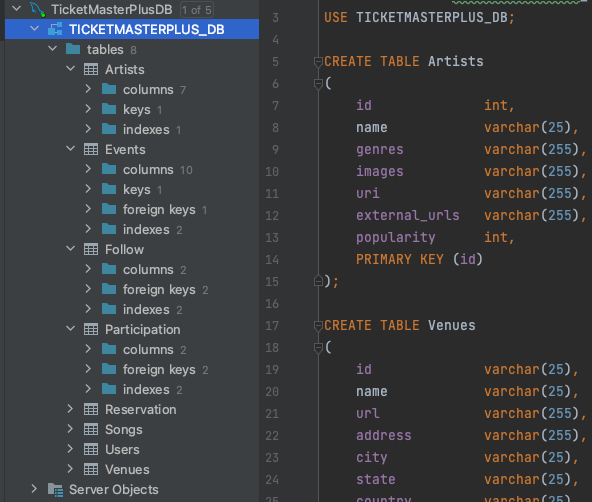 TicketMasterPlusDB 1 of 5
TICKETMASTERPLUS_DB
tables 8
Artists
columns 7
keys 1
indexes 1
Events
columns 10
keys 1
foreign keys 1
indexes 2
Follow
columns 2
foreign keys 2
indexes 2
Participation
columns 2
foreign keys 2
indexes 2
Reservation
Songs
Users
Venues
Server Objects
3 USE TICKETMASTERPLUS_DB;
4
5 CREATE TABLE Artists
6 (
7 id int,
8 name varchar(25),
9 genres varchar(255),
10 images varchar(255),
11 uri varchar(255),
12 external_urls varchar(255),
13 popularity int,
14 PRIMARY KEY (id)
15 );
16
17 CREATE TABLE Venues
18 (
19 id varchar(25),
20 name varchar(25),
21 url varchar(255),
22 address varchar(255),
23 city varchar(25),
24 state varchar(25),
25 country varchar(25),